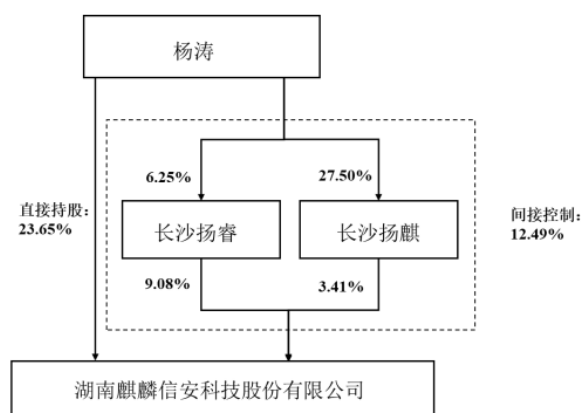 杨涛
6.25%
27.50%
直接持股：
23.65%
长沙扬睿
长沙扬麒
间接控制：
12.49%
9.08%
3.41%
湖南麒麟信安科技股份有限公司